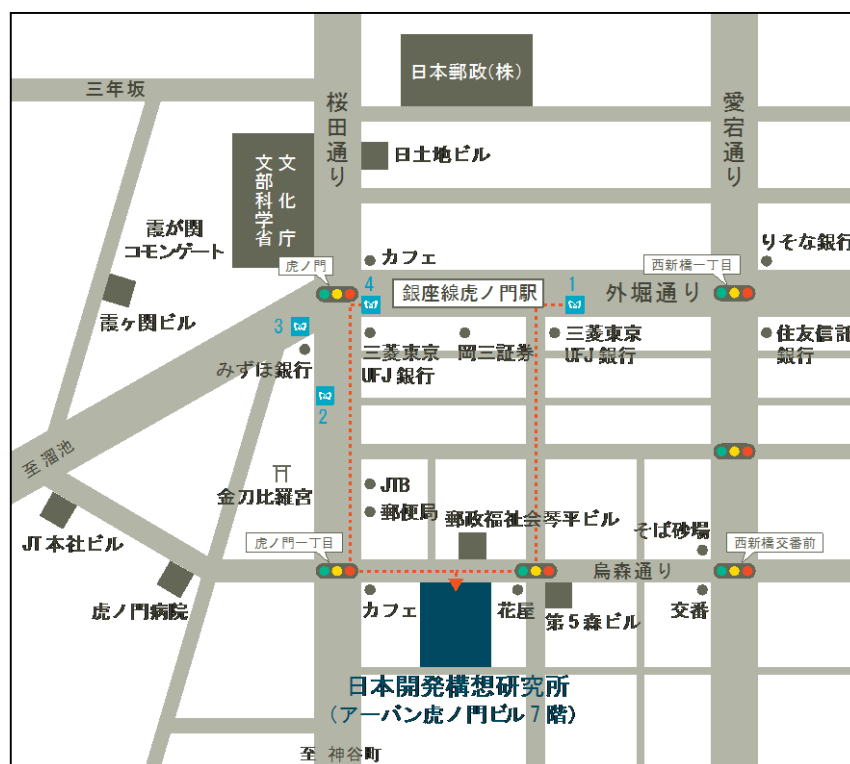 日本郵政(株)
三年坂
桜田通り
愛宕通り
日土地ビル
文化庁
文部科学省
霞が関
コモンゲート
カフェ
りそな銀行
虎ノ門
西新橋一丁目
4
銀座線虎ノ門駅
1
外堀通り
霞ヶ関ビル
3
三菱東京
UFJ銀行
岡三証券
三菱東京
UFJ銀行
住友信託
銀行
みずほ銀行
2
至溜池
金刀比羅宮
JTB
郵便局
郵政福祉会琴平ビル
そば砂場
JT本社ビル
虎ノ門一丁目
西新橋交番前
烏森通り
虎ノ門病院
カフェ
花屋
第5森ビル
交番
日本開発構想研究所
(アーバン虎ノ門ビル7階)
至 神谷町